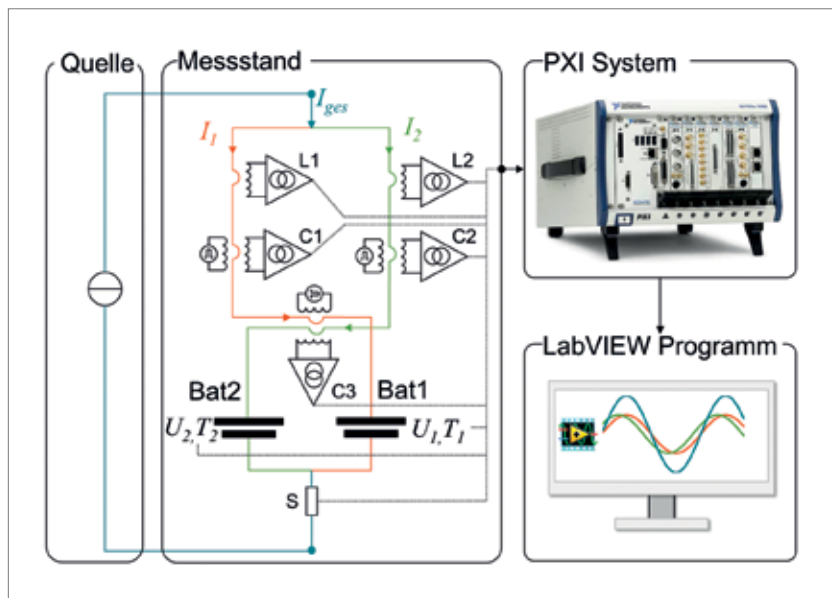 Quelle
Messstand
PXI System
I_ges
I_1
I_2
L1
L2
C1
C2
C3
Bat2
Bat1
U_2,T_2
U_1,T_1
S
PXI
LabVIEW Programm